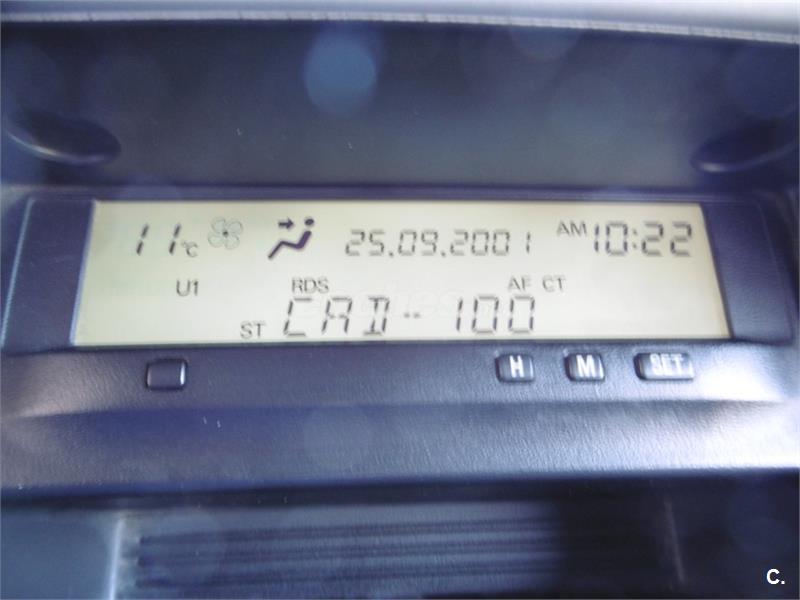 11°C 25.09.2001 AM 10:22
U1 RDS AF CT
ST CAD-100
H M SET
C.